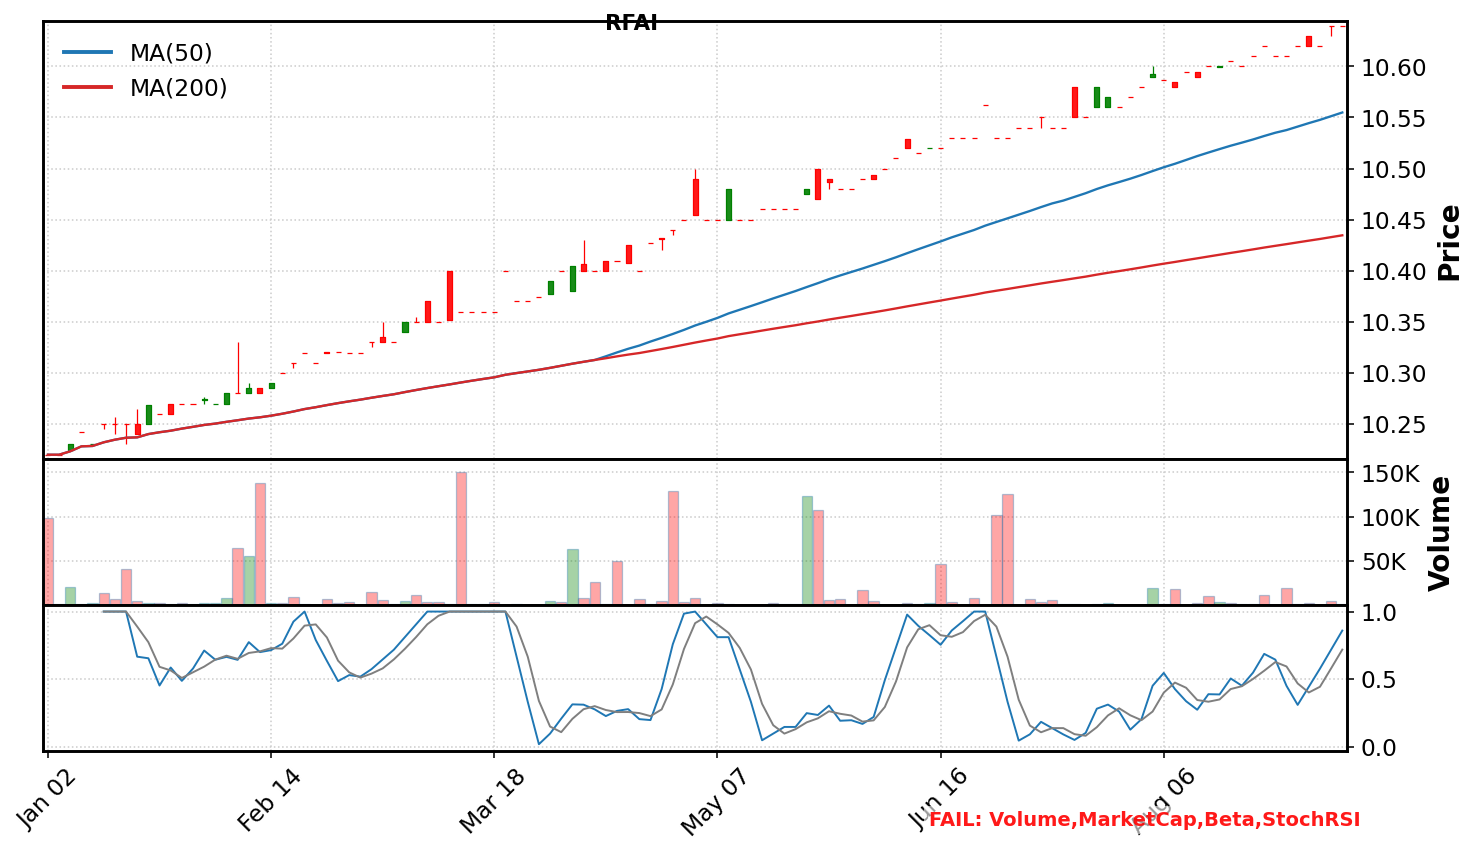 RFAI
MA(50)
MA(200)
10.60
10.55
10.50
10.45
10.40
10.35
10.30
10.25
Price
150K
100K
50K
Volume
1.0
0.5
0.0
Jan 02
Feb 14
Mar 18
May 07
Jun 16
Aug 06
FAIL: Volume,MarketCap,Beta,StochRSI